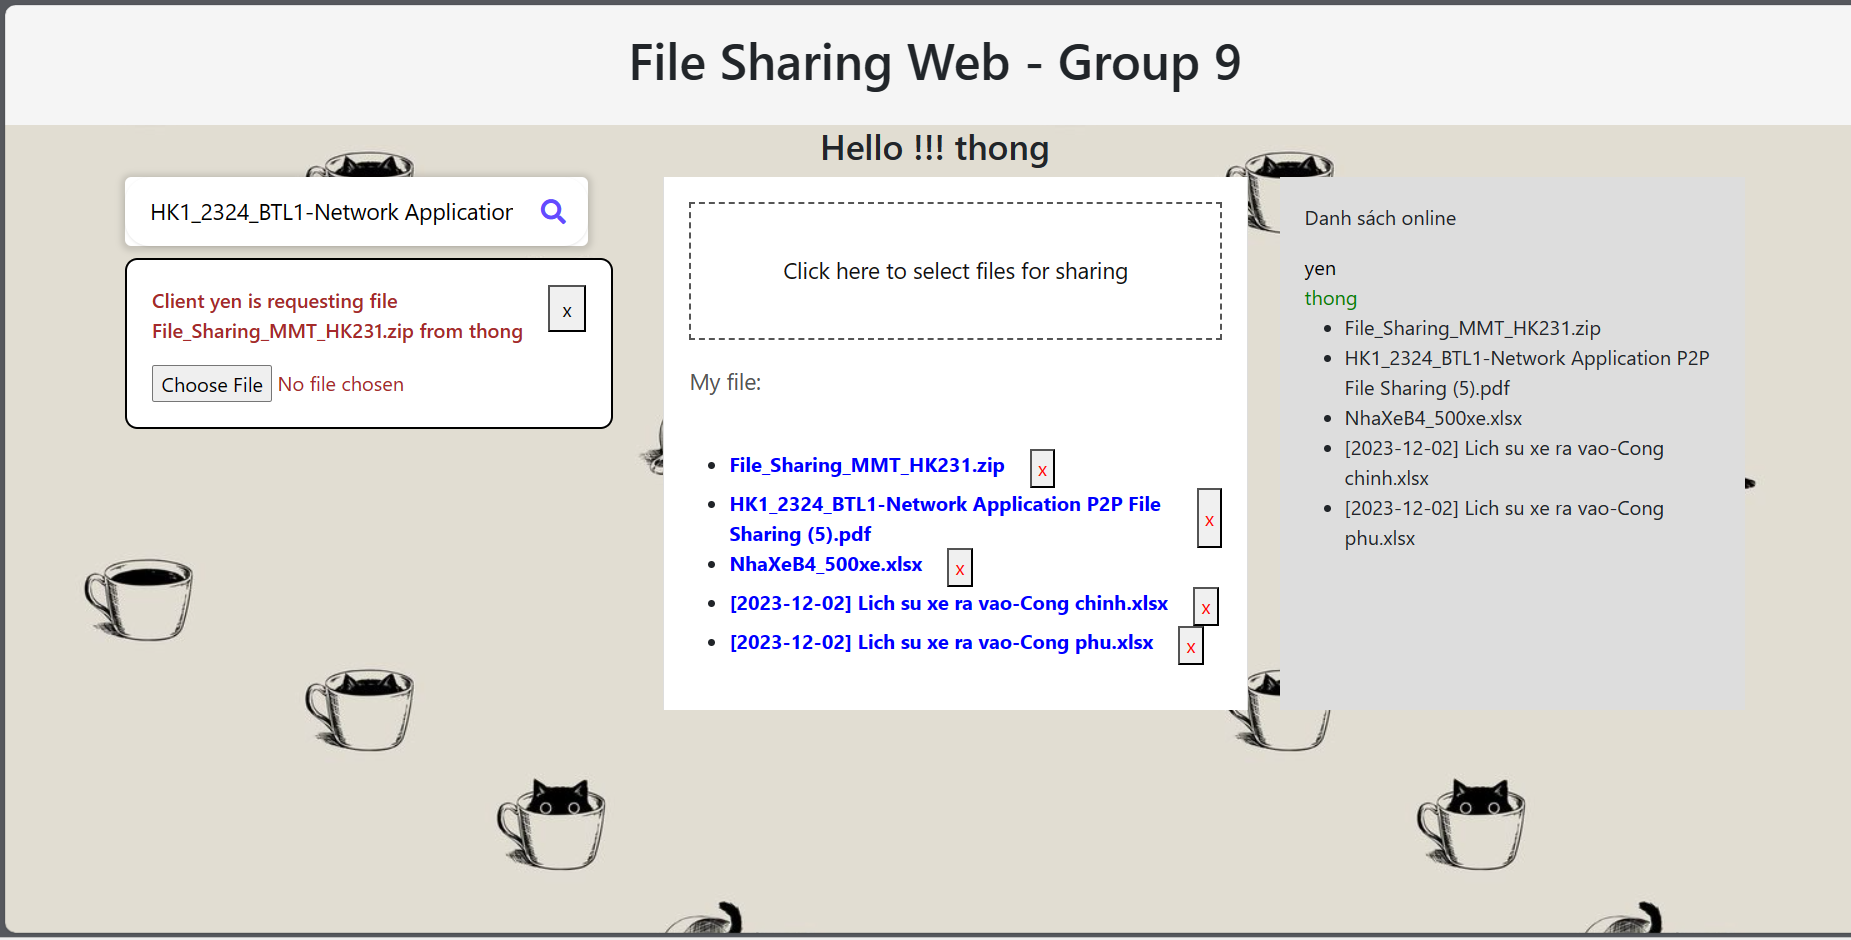 File Sharing Web - Group 9
Hello !!! thong
HK1_2324_BTL1-Network Application
Client yen is requesting file
File_Sharing_MMT_HK231.zip from thong
x
Choose File No file chosen
Click here to select files for sharing
My file:
File_Sharing_MMT_HK231.zip x
HK1_2324_BTL1-Network Application P2P File
Sharing (5).pdf
x
NhaXeB4_500xe.xlsx x
[2023-12-02] Lich su xe ra vao-Cong chinh.xlsx x
[2023-12-02] Lich su xe ra vao-Cong phu.xlsx x
Danh sách online
yen
thong
File_Sharing_MMT_HK231.zip
HK1_2324_BTL1-Network Application P2P
File Sharing (5).pdf
NhaXeB4_500xe.xlsx
[2023-12-02] Lich su xe ra vao-Cong
chinh.xlsx
[2023-12-02] Lich su xe ra vao-Cong
phu.xlsx